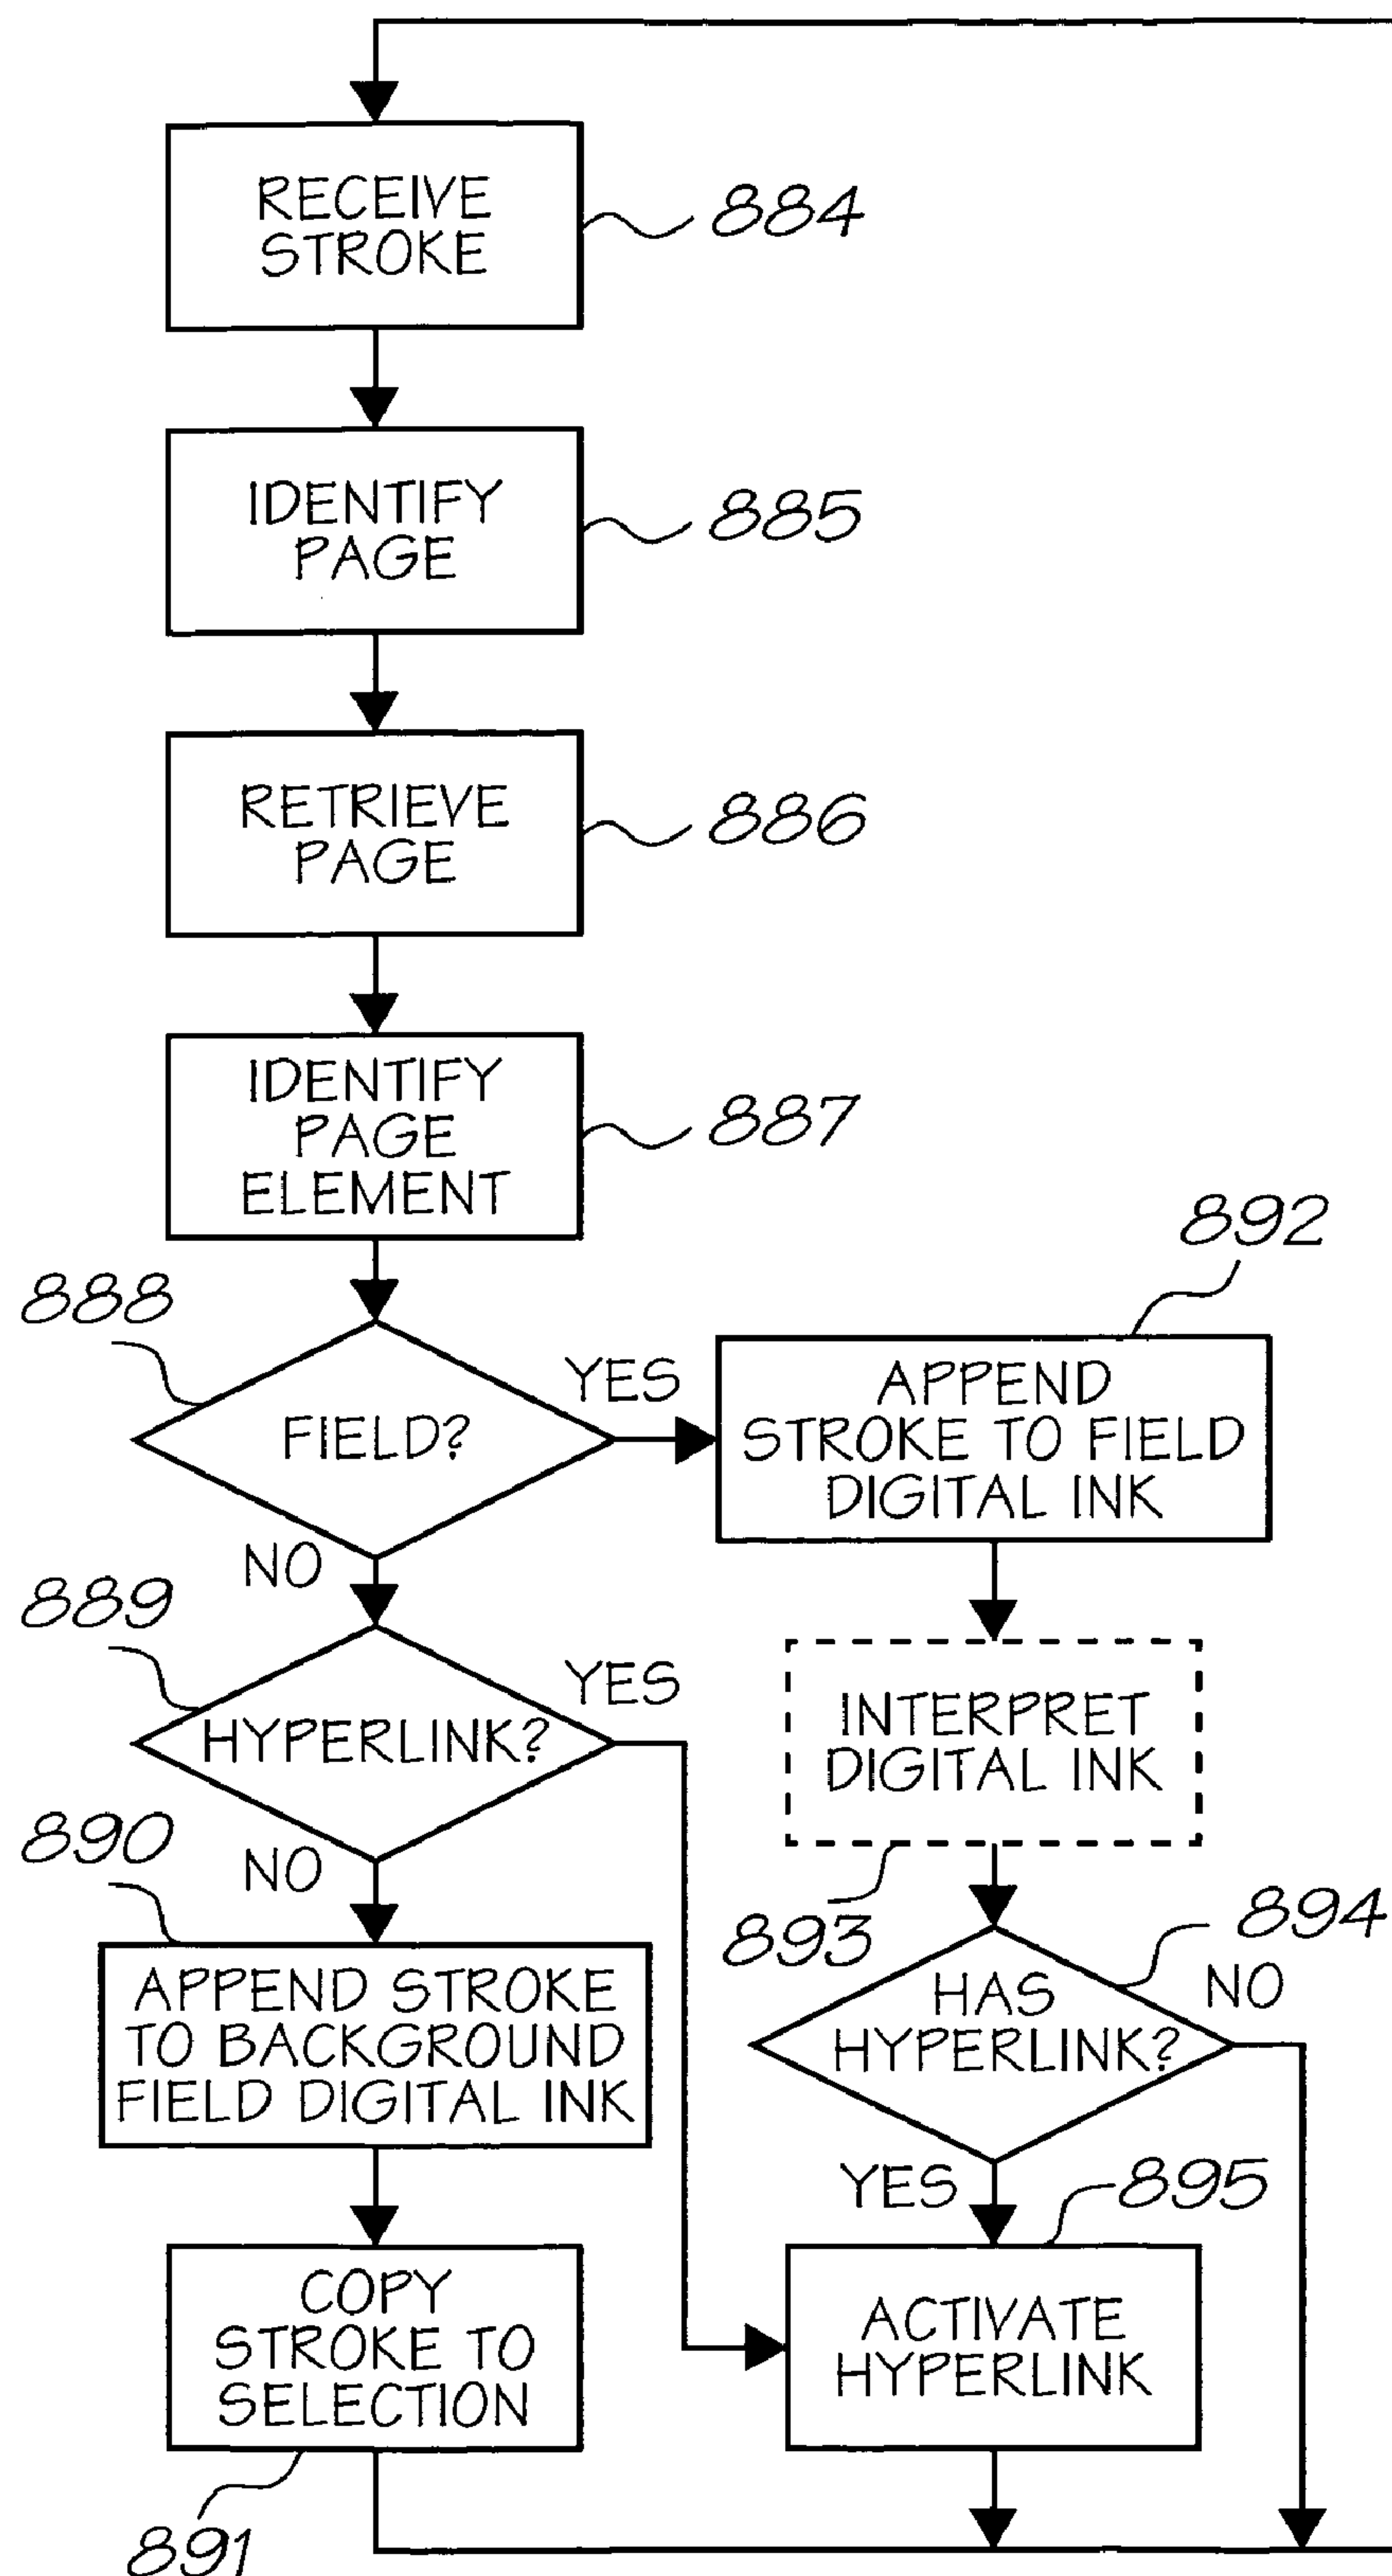 RECEIVE
STROKE
884
IDENTIFY
PAGE
885
RETRIEVE
PAGE
886
IDENTIFY
PAGE
ELEMENT
887
888
FIELD?
YES
NO
892
APPEND
STROKE TO FIELD
DIGITAL INK
889
HYPERLINK?
YES
NO
INTERPRET
DIGITAL INK
893
890
APPEND STROKE
TO BACKGROUND
FIELD DIGITAL INK
894
HAS
HYPERLINK?
NO
YES
895
COPY
STROKE TO
SELECTION
891
ACTIVATE
HYPERLINK